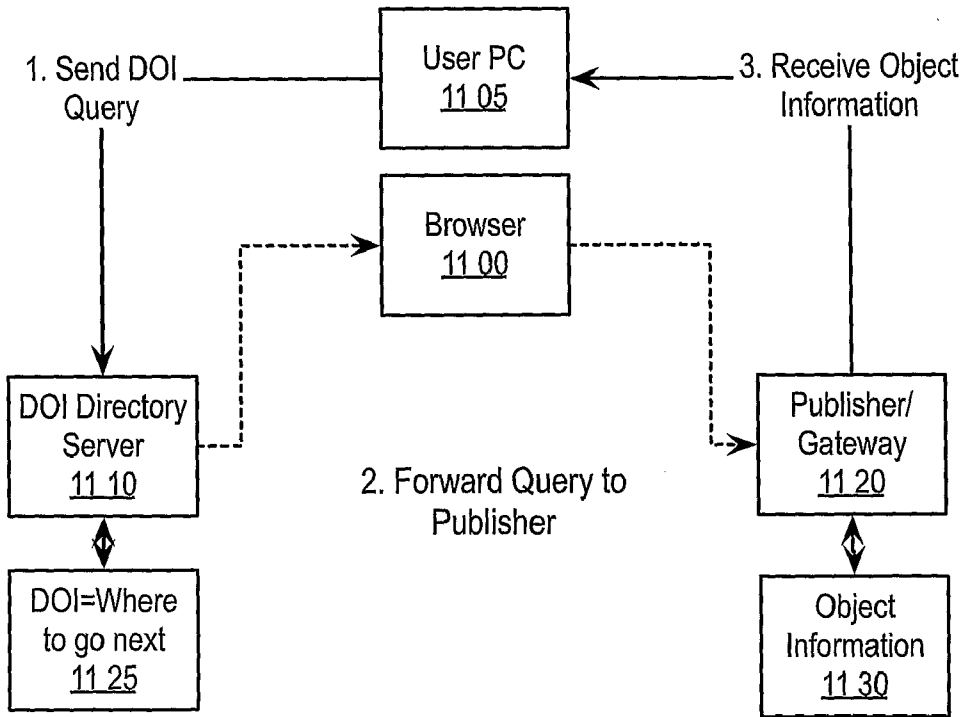 1. Send DOI
Query
User PC
11 05
3. Receive Object
Information
Browser
11 00
DOI Directory
Server
11 10
2. Forward Query to
Publisher
Publisher/
Gateway
11 20
DOI=Where
to go next
11 25
Object
Information
11 30